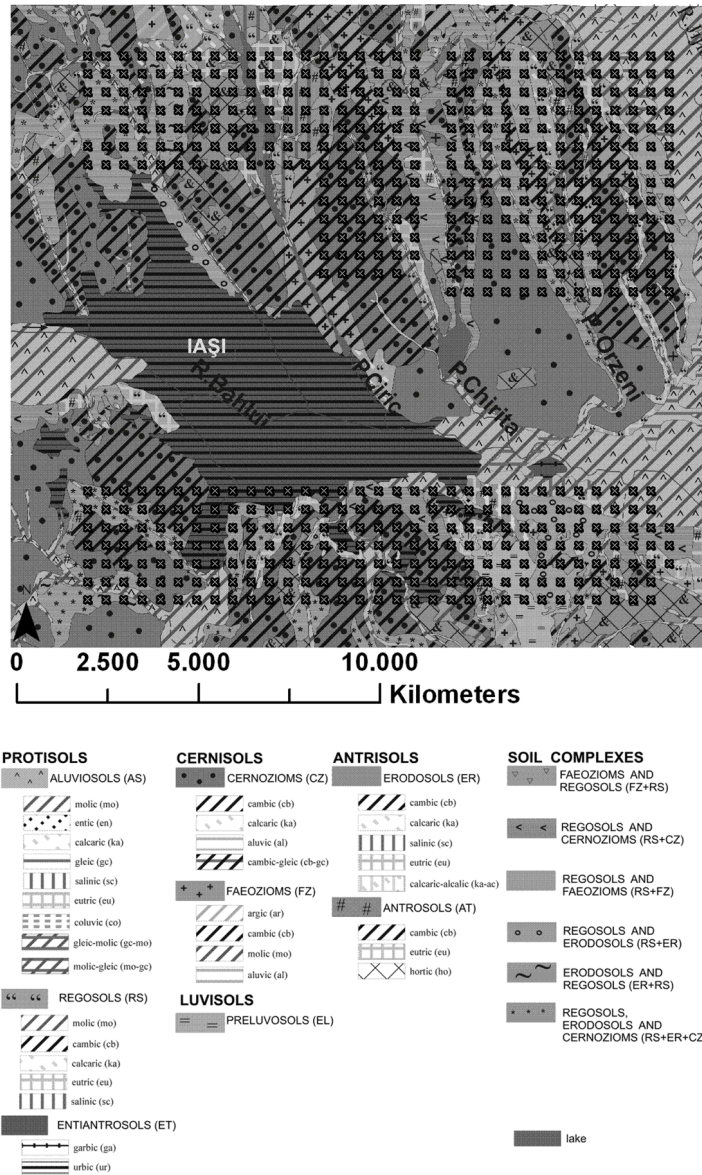 R. Jijia
IAŞI
R.Bahlui
P.Ciric
P.Chirita
P. Orzeni
0 2.500 5.000 10.000
Kilometers
PROTISOLS
ALUVIOSOLS (AS)
molic (mo)
entic (en)
calcaric (ka)
gleic (gc)
salinic (sc)
eutric (eu)
coluvic (co)
gleic-molic (gc-mo)
molic-gleic (mo-gc)
REGOSOLS (RS)
molic (mo)
cambic (cb)
calcaric (ka)
eutric (eu)
salinic (sc)
ENTIANTROSOLS (ET)
garbic (ga)
urbic (ur)
CERNISOLS
CERNOZIOMS (CZ)
cambic (cb)
calcaric (ka)
aluvic (al)
cambic-gleic (cb-gc)
FAEOZIOMS (FZ)
argic (ar)
cambic (cb)
molic (mo)
aluvic (al)
LUVISOLS
PRELUVOSOLS (EL)
ANTRISOLS
ERODOSOLS (ER)
cambic (cb)
calcaric (ka)
salinic (sc)
eutric (eu)
calcaric-alcalic (ka-ac)
ANTROSOLS (AT)
cambic (cb)
eutric (eu)
hortic (ho)
SOIL COMPLEXES
FAEOZIOMS AND
REGOSOLS (FZ+RS)
REGOSOLS AND
CERNOZIOMS (RS+CZ)
REGOSOLS AND
FAEOZIOMS (RS+FZ)
REGOSOLS AND
ERODOSOLS (RS+ER)
ERODOSOLS AND
REGOSOLS (ER+RS)
REGOSOLS,
ERODOSOLS AND
CERNOZIOMS (RS+ER+CZ
lake